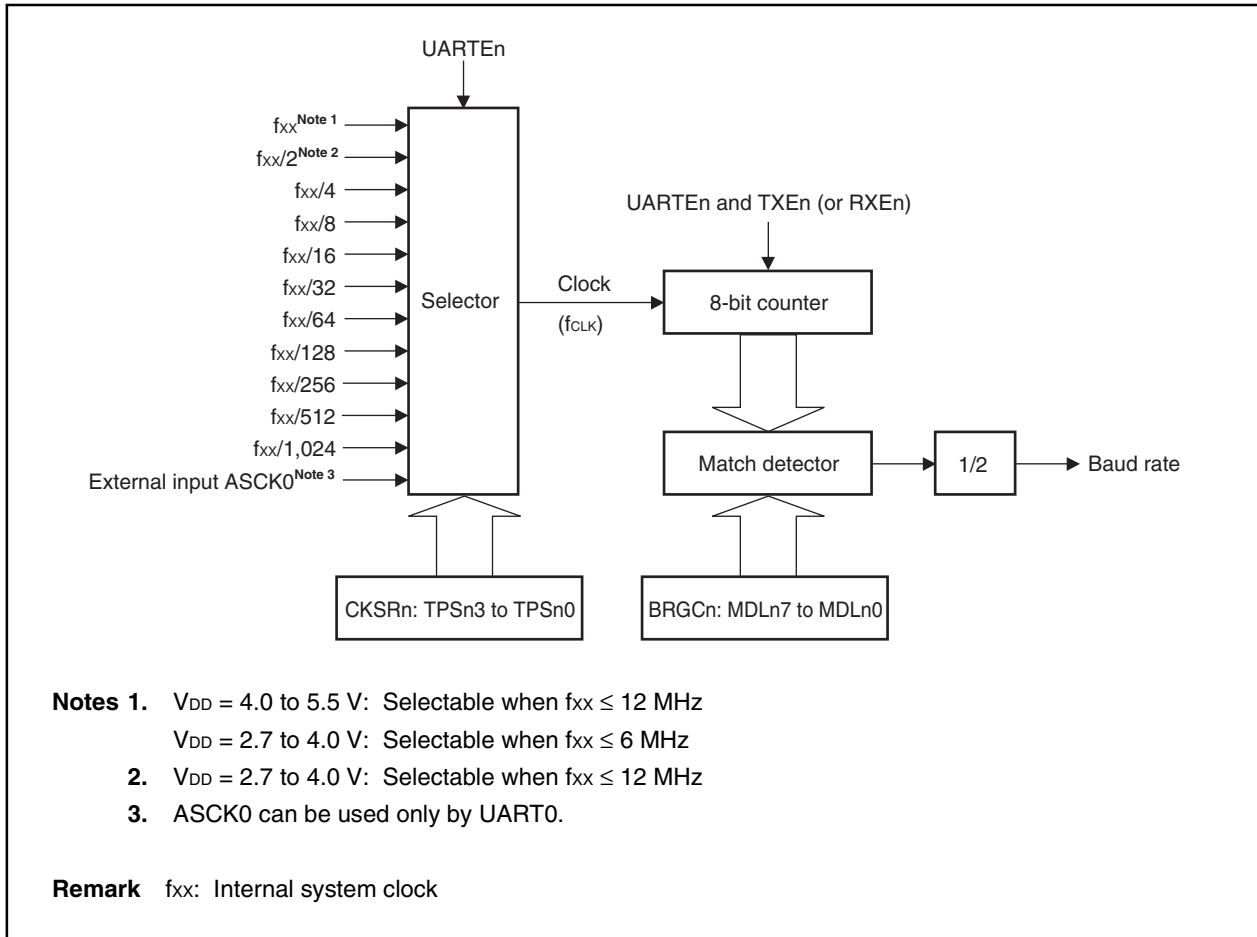 UARTEn
fxxNote 1
fxx/2Note 2
fxx/4
fxx/8
fxx/16
fxx/32
fxx/64
fxx/128
fxx/256
fxx/512
fxx/1,024
External input ASCK0Note 3
Selector
Clock
(fCLK)
UARTEn and TXEn (or RXEn)
8-bit counter
Match detector
1/2
Baud rate
CKSRn: TPSn3 to TPSn0
BRGCn: MDLn7 to MDLn0
Notes 1. VDD = 4.0 to 5.5 V: Selectable when fxx ≤ 12 MHz
VDD = 2.7 to 4.0 V: Selectable when fxx ≤ 6 MHz
2. VDD = 2.7 to 4.0 V: Selectable when fxx ≤ 12 MHz
3. ASCK0 can be used only by UART0.
Remark fxx: Internal system clock